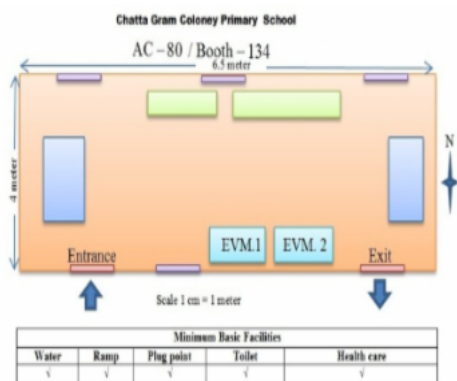 Chatta Gram Coloney Primary School
AC – 80 / Booth – 134
6.5 meter
4 meter
N
EVM.1 EVM. 2
Entrance Exit
Scale 1 cm = 1 meter
Minimum Basic Facilities
Water Ramp Plug point Toilet Health care
√ √ √ √ √